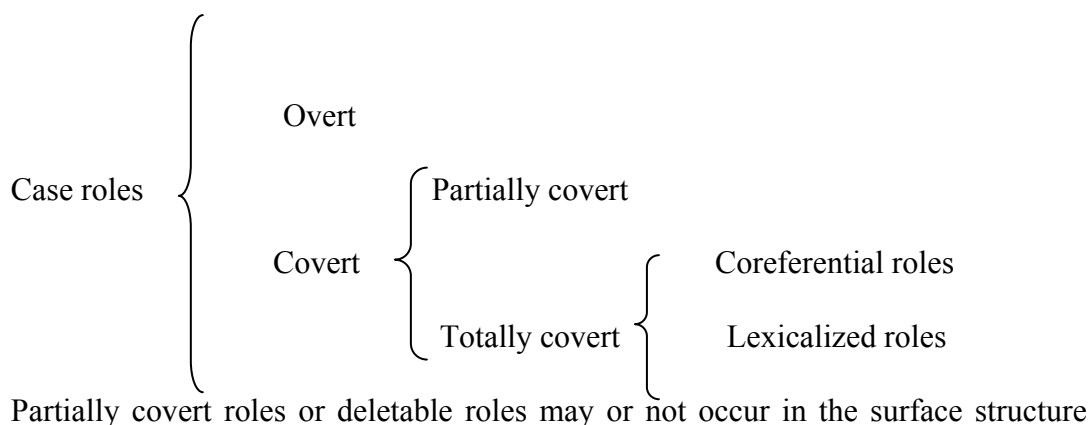 Overt
Case roles
Partially covert
Covert
Coreferential roles
Totally covert
Lexicalized roles
Partially covert roles or deletable roles may or not occur in the surface structure